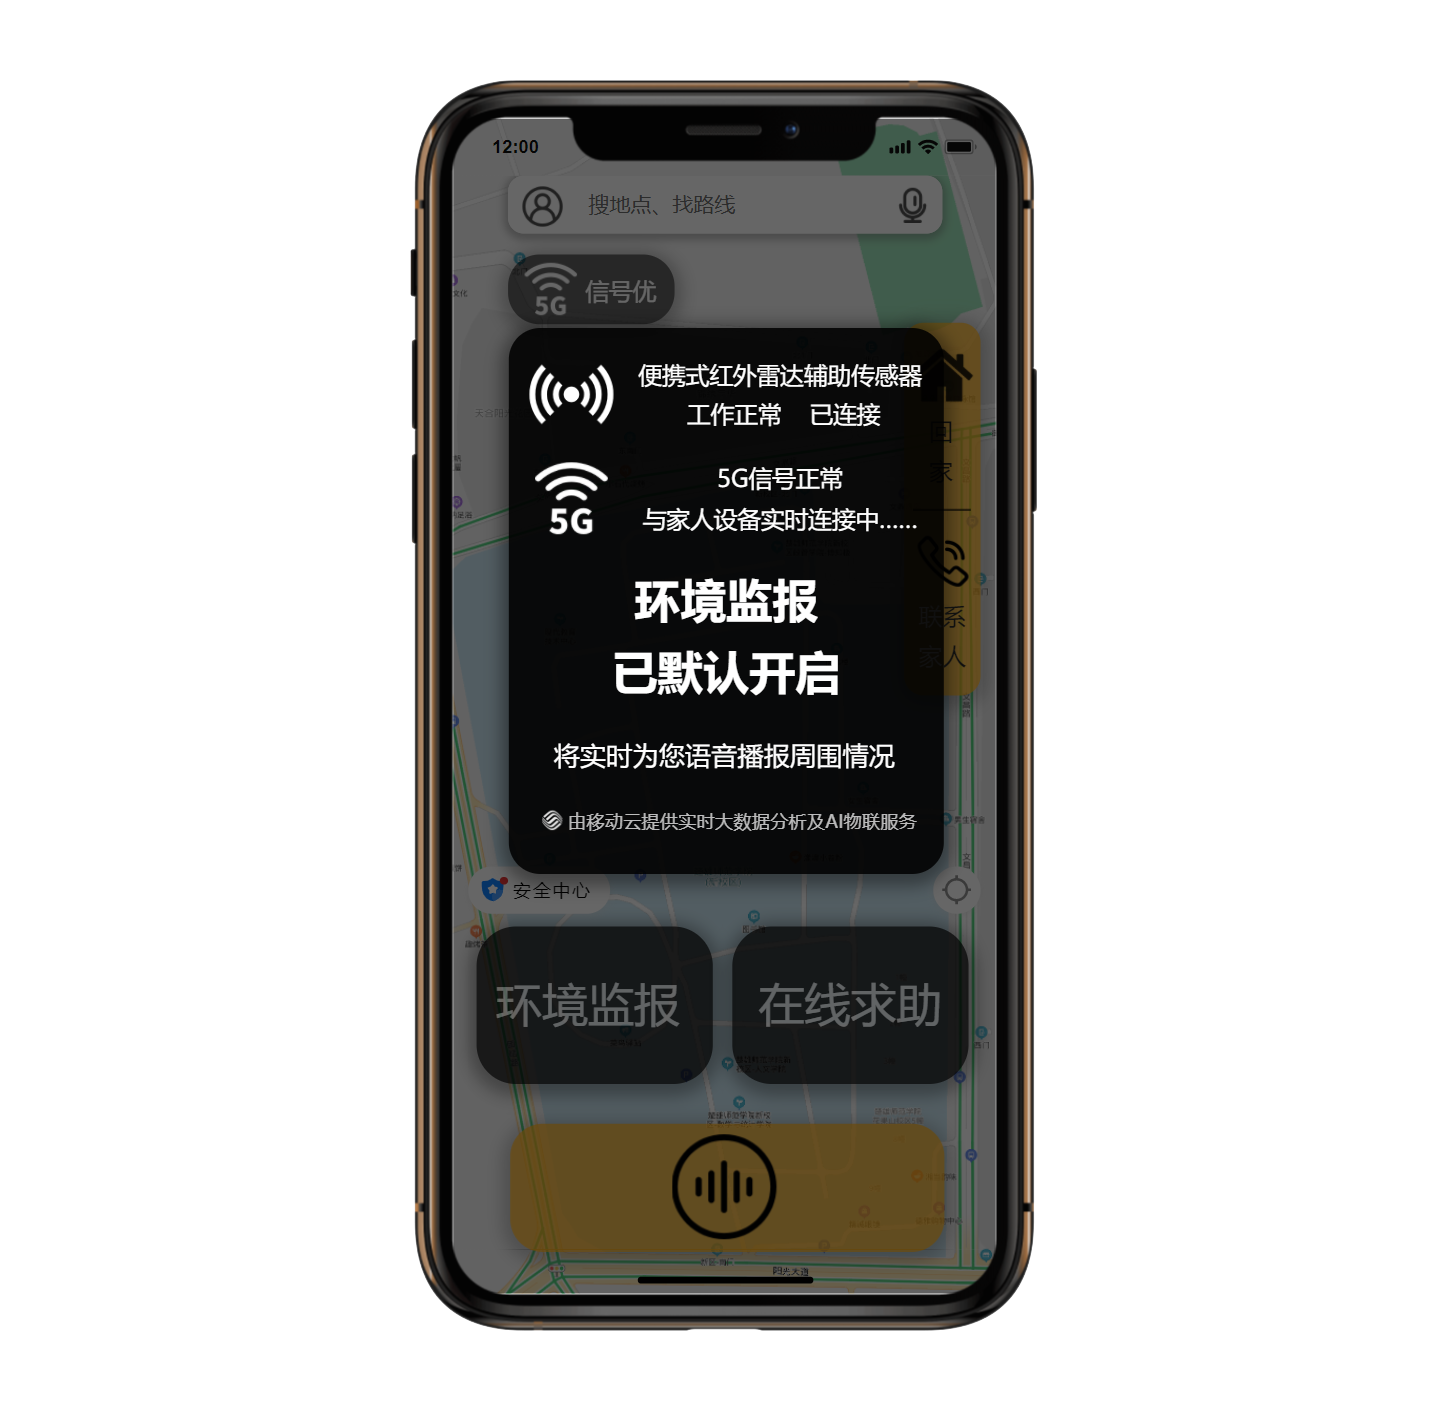 12:00
搜地点、找路线
5G
信号优
便携式红外雷达辅助传感器
工作正常 已连接
5G
5G信号正常
与家人设备实时连接中......
环境监报
已默认开启
将实时为您语音播报周围情况
由移动云提供实时大数据分析及AI物联服务
回
家
联系
家人
安全中心
环境监报
在线求助
阳光大道